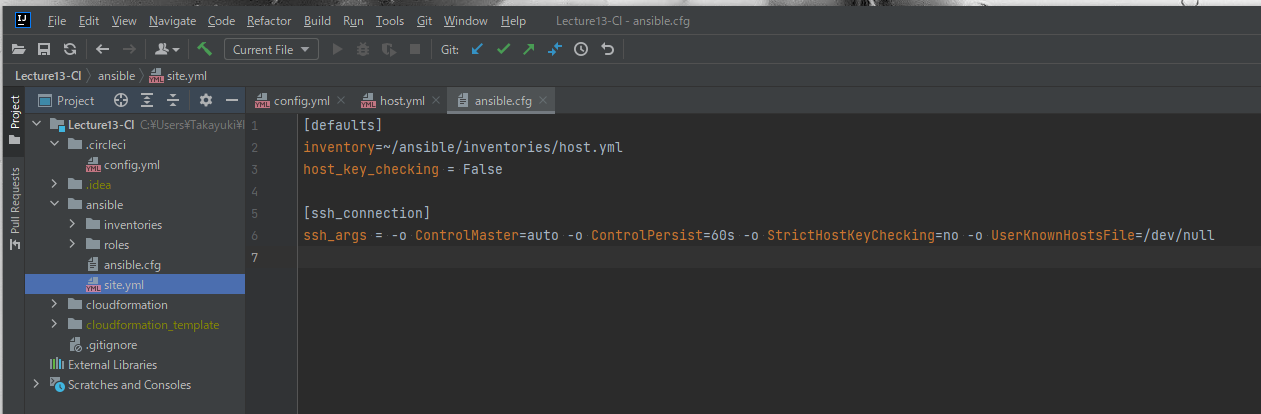 IJ File Edit View Navigate Code Refactor Build Run Tools Git Window Help Lecture13-CI - ansible.cfg
Current File Git:
Lecture13-CI ansible site.yml
Project
Pull Requests
Project
Lecture13-CI C:¥Users¥Takayuki¥
.circleci
config.yml
.idea
ansible
inventories
roles
ansible.cfg
site.yml
cloudformation
cloudformation_template
.gitignore
External Libraries
Scratches and Consoles
config.yml host.yml ansible.cfg
1 [defaults]
2 inventory=~/ansible/inventories/host.yml
3 host_key_checking = False
4
5 [ssh_connection]
6 ssh_args = -o ControlMaster=auto -o ControlPersist=60s -o StrictHostKeyChecking=no -o UserKnownHostsFile=/dev/null
7